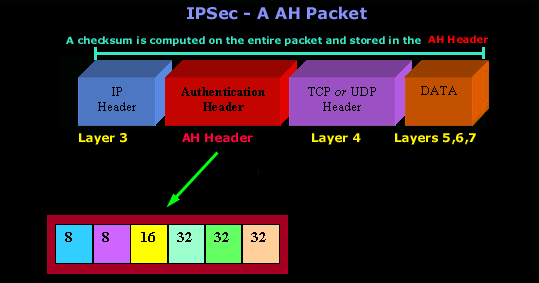 IPSec - A AH Packet
A checksum is computed on the entire packet and stored in the AH Header
IP
Header
Authentication
Header
TCP or UDP
Header
DATA
Layer 3
AH Header
Layer 4
Layers 5,6,7
8 8 16 32 32 32